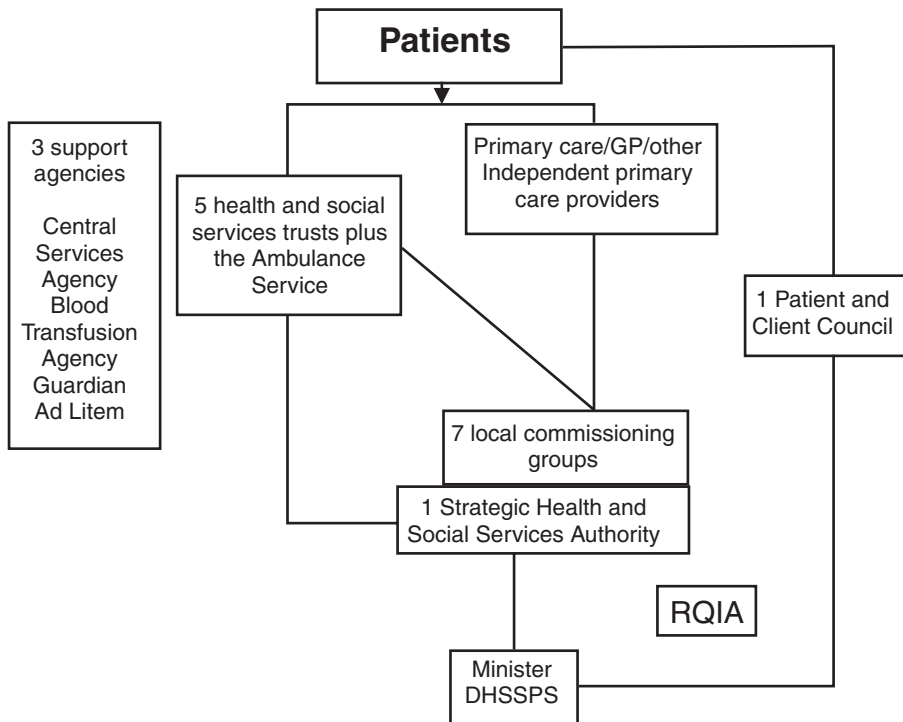 Patients
3 support
agencies
Central
Services
Agency
Blood
Transfusion
Agency
Guardian
Ad Litem
5 health and social
services trusts plus
the Ambulance
Service
Primary care/GP/other
Independent primary
care providers
1 Patient and
Client Council
7 local commissioning
groups
1 Strategic Health and
Social Services Authority
RQIA
Minister
DHSSPS